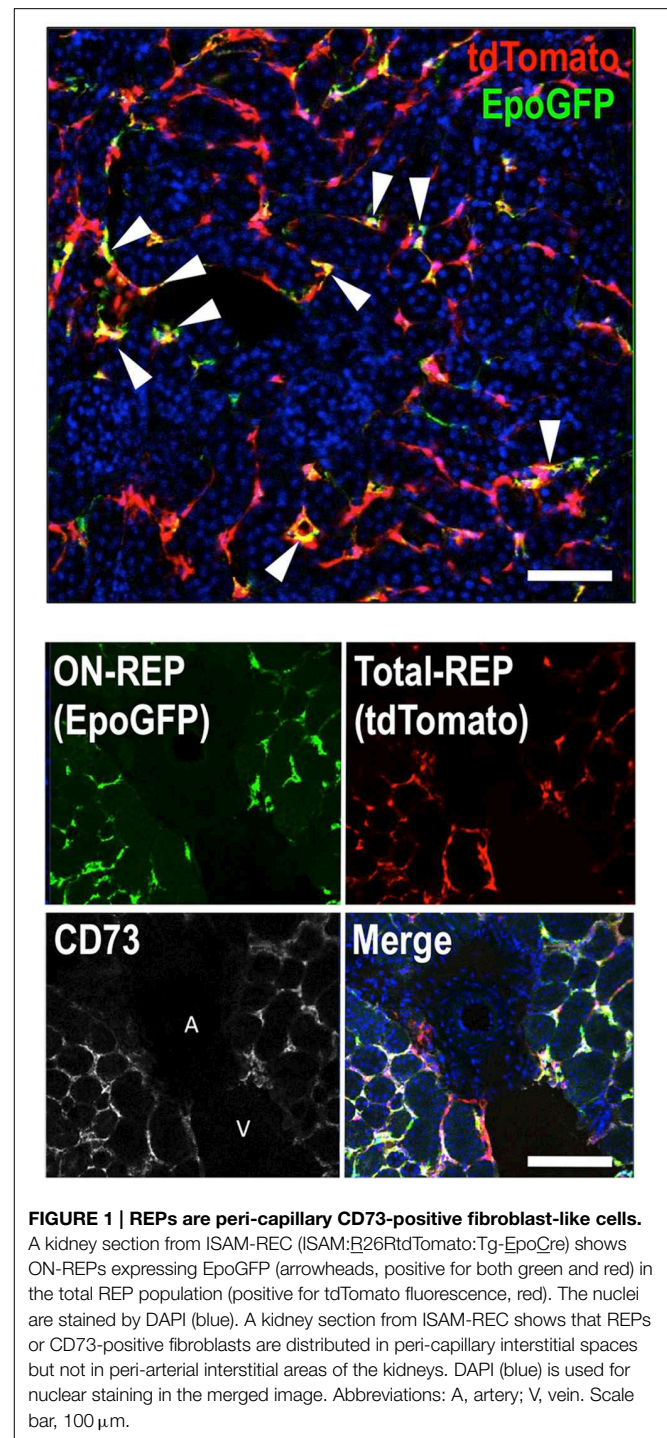 tdTomato
EpoGFP
ON-REP
(EpoGFP)
Total-REP
(tdTomato)
CD73
A
V
Merge
FIGURE 1 | REPs are peri-capillary CD73-positive fibroblast-like cells.
A kidney section from ISAM-REC (ISAM:R26RtdTomato:Tg-EpoCre) shows
ON-REPs expressing EpoGFP (arrowheads, positive for both green and red) in
the total REP population (positive for tdTomato fluorescence, red). The nuclei
are stained by DAPI (blue). A kidney section from ISAM-REC shows that REPs
or CD73-positive fibroblasts are distributed in peri-capillary interstitial spaces
but not in peri-arterial interstitial areas of the kidneys. DAPI (blue) is used for
nuclear staining in the merged image. Abbreviations: A, artery; V, vein. Scale
bar, 100 μm.